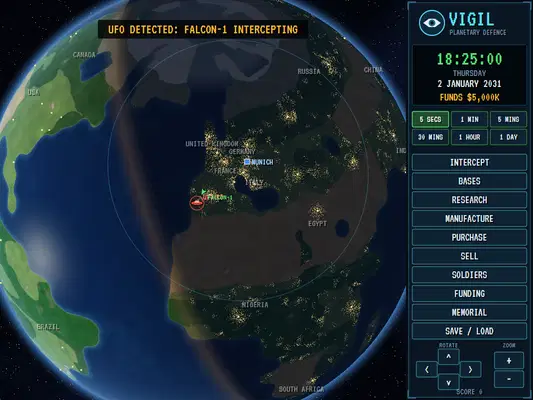 UFO DETECTED: FALCON-1 INTERCEPTING
CANADA
USA
RUSSIA
CHINA
UNITED KINGDOM
GERMANY
MUNICH
FRANCE
ITALY
FALCON-1
EGYPT
NIGERIA
BRAZIL
SOUTH AFRICA
VIGIL
PLANETARY DEFENCE
18:25:00
THURSDAY
2 JANUARY 2031
FUNDS $5,000K
5 SECS
1 MIN
5 MINS
30 MINS
1 HOUR
1 DAY
INTERCEPT
BASES
RESEARCH
MANUFACTURE
PURCHASE
SELL
SOLDIERS
FUNDING
MEMORIAL
SAVE / LOAD
ROTATE
ZOOM
+
-
SCORE 0